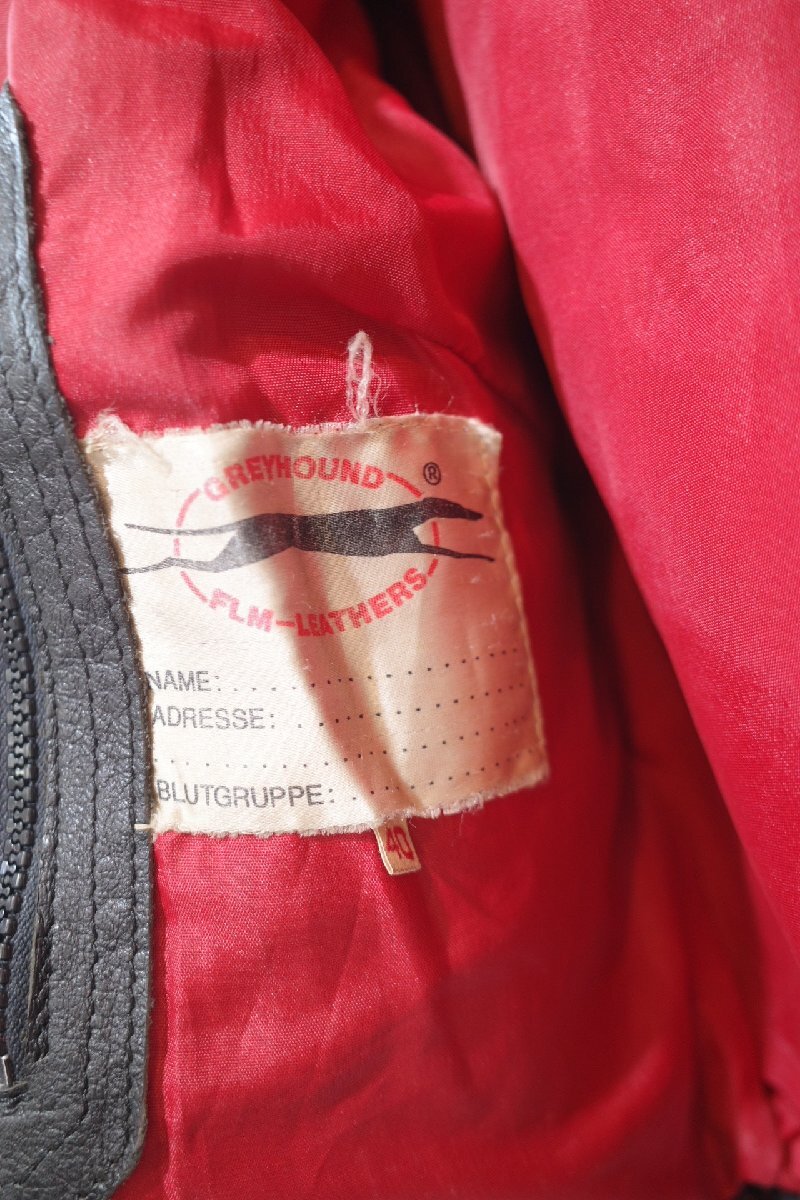 GREYHOUND ®
FLM-LEATHERS
NAME: . . . . . . . . . . . . . . . . .
ADRESSE: . . . . . . . . . . . . .
. . . . . . . . . . . . . . . . . . . .
BLUTGRUPPE: . . . . . . . . .
40